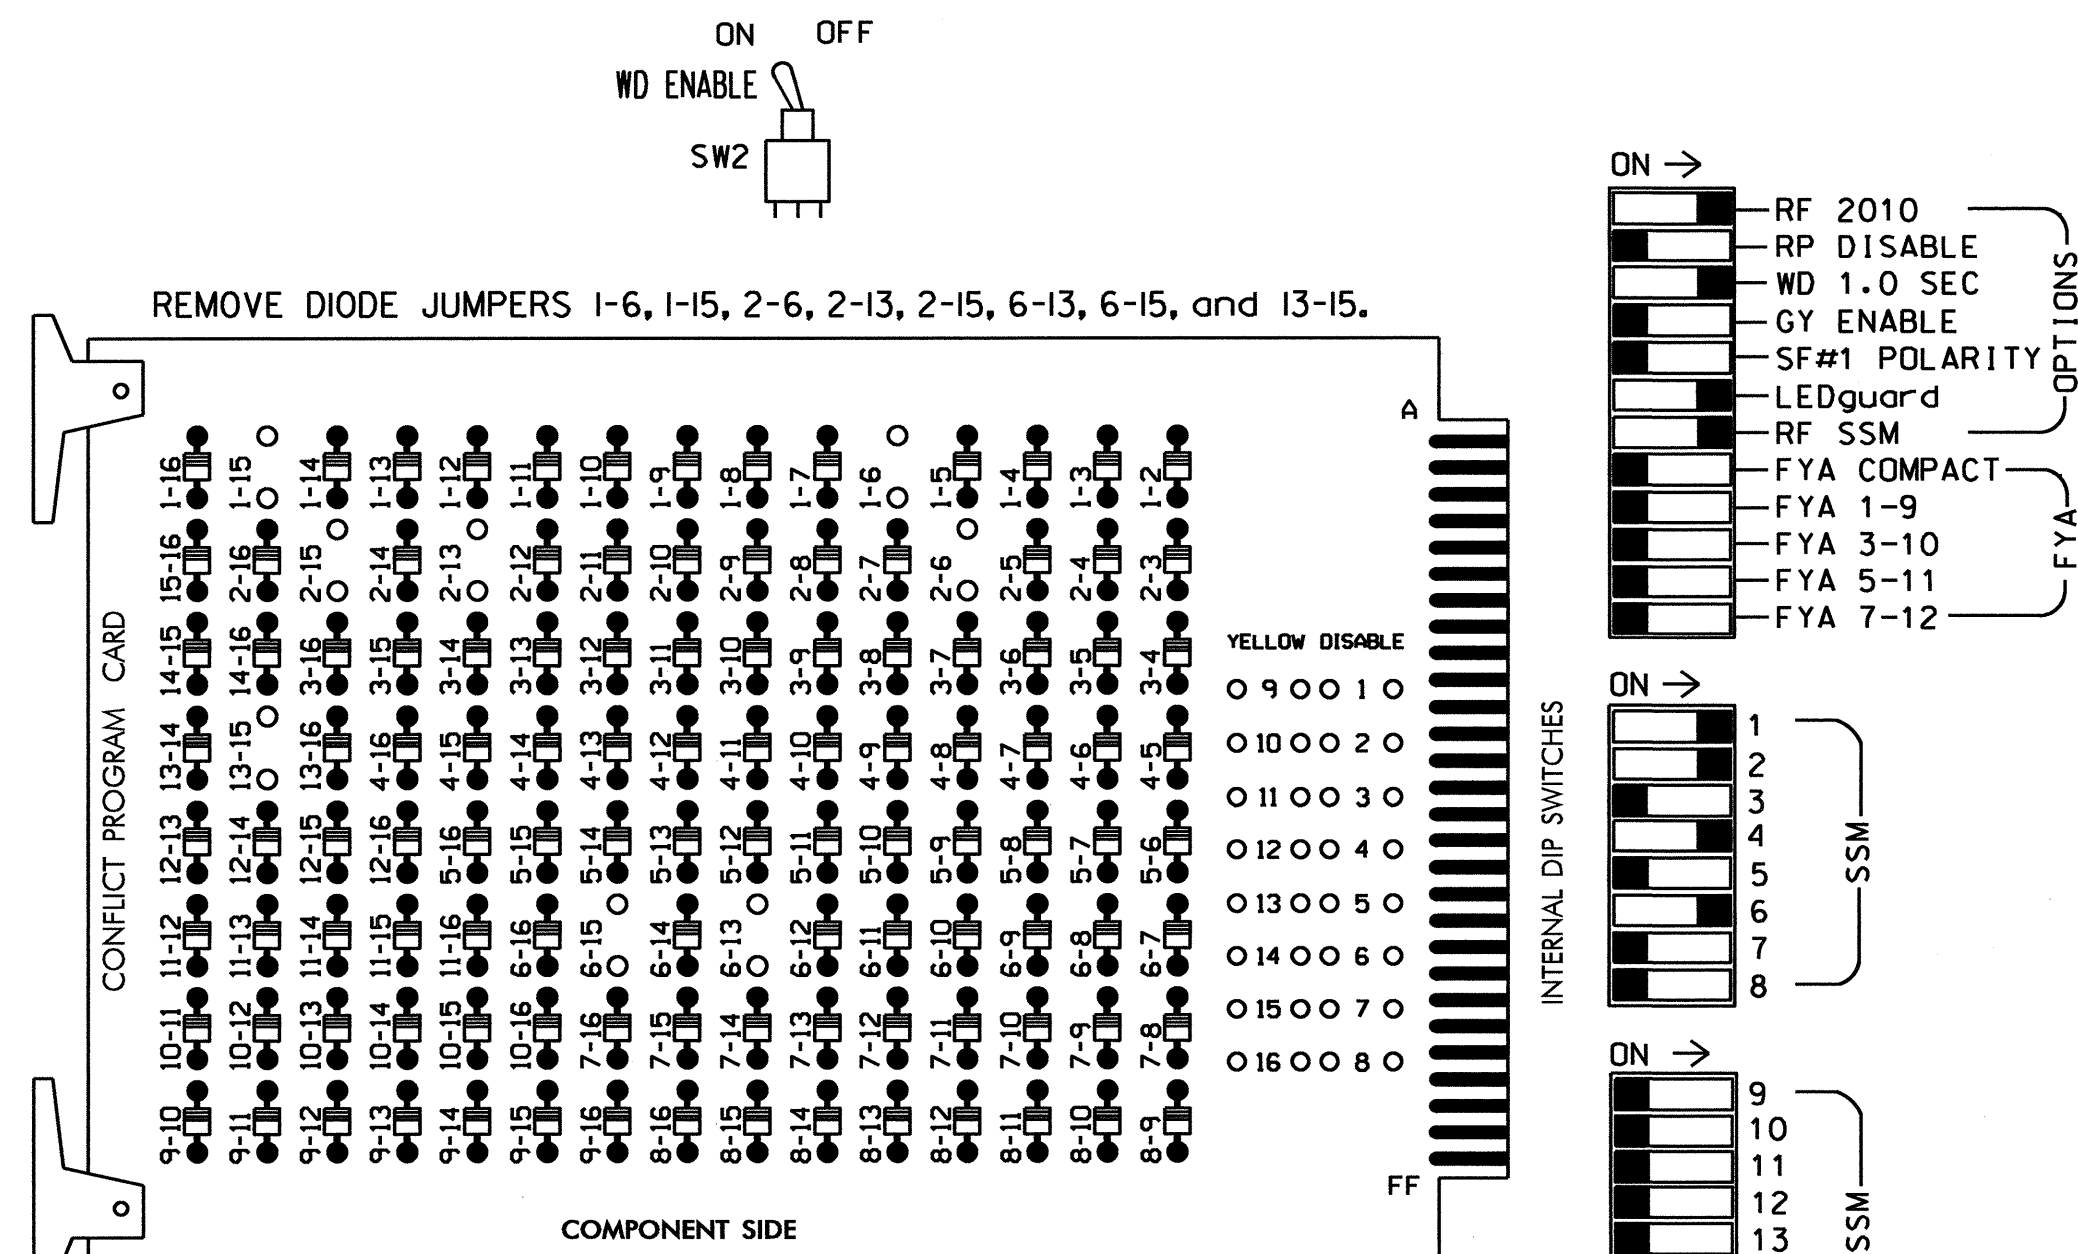 ON OFF
WD ENABLE
SW2
REMOVE DIODE JUMPERS 1-6, 1-15, 2-6, 2-13, 2-15, 6-13, 6-15, and 13-15.
CONFLICT PROGRAM CARD
A
1-16 1-15 1-14 1-13 1-12 1-11 1-10 1-9 1-8 1-7 1-6 1-5 1-4 1-3 1-2
15-16 2-16 2-15 2-14 2-13 2-12 2-11 2-10 2-9 2-8 2-7 2-6 2-5 2-4 2-3
14-15 14-16 3-16 3-15 3-14 3-13 3-12 3-11 3-10 3-9 3-8 3-7 3-6 3-5 3-4
13-14 13-15 13-16 4-16 4-15 4-14 4-13 4-12 4-11 4-10 4-9 4-8 4-7 4-6 4-5
12-13 12-14 12-15 12-16 5-16 5-15 5-14 5-13 5-12 5-11 5-10 5-9 5-8 5-7 5-6
11-12 11-13 11-14 11-15 11-16 6-16 6-15 6-14 6-13 6-12 6-11 6-10 6-9 6-8 6-7
10-11 10-12 10-13 10-14 10-15 10-16 7-16 7-15 7-14 7-13 7-12 7-11 7-10 7-9 7-8
9-10 9-11 9-12 9-13 9-14 9-15 9-16 8-16 8-15 8-14 8-13 8-12 8-11 8-10 8-9
YELLOW DISABLE
9 1
10 2
11 3
12 4
13 5
14 6
15 7
16 8
FF
COMPONENT SIDE
INTERNAL DIP SWITCHES
ON
RF 2010
RP DISABLE
WD 1.0 SEC
GY ENABLE
SF#1 POLARITY
LEDguard
RF SSM
OPTIONS
FYA COMPACT
FYA 1-9
FYA 3-10
FYA 5-11
FYA 7-12
FYA
ON
1
2
3
4
5
6
7
8
SSM
ON
9
10
11
12
13
SSM